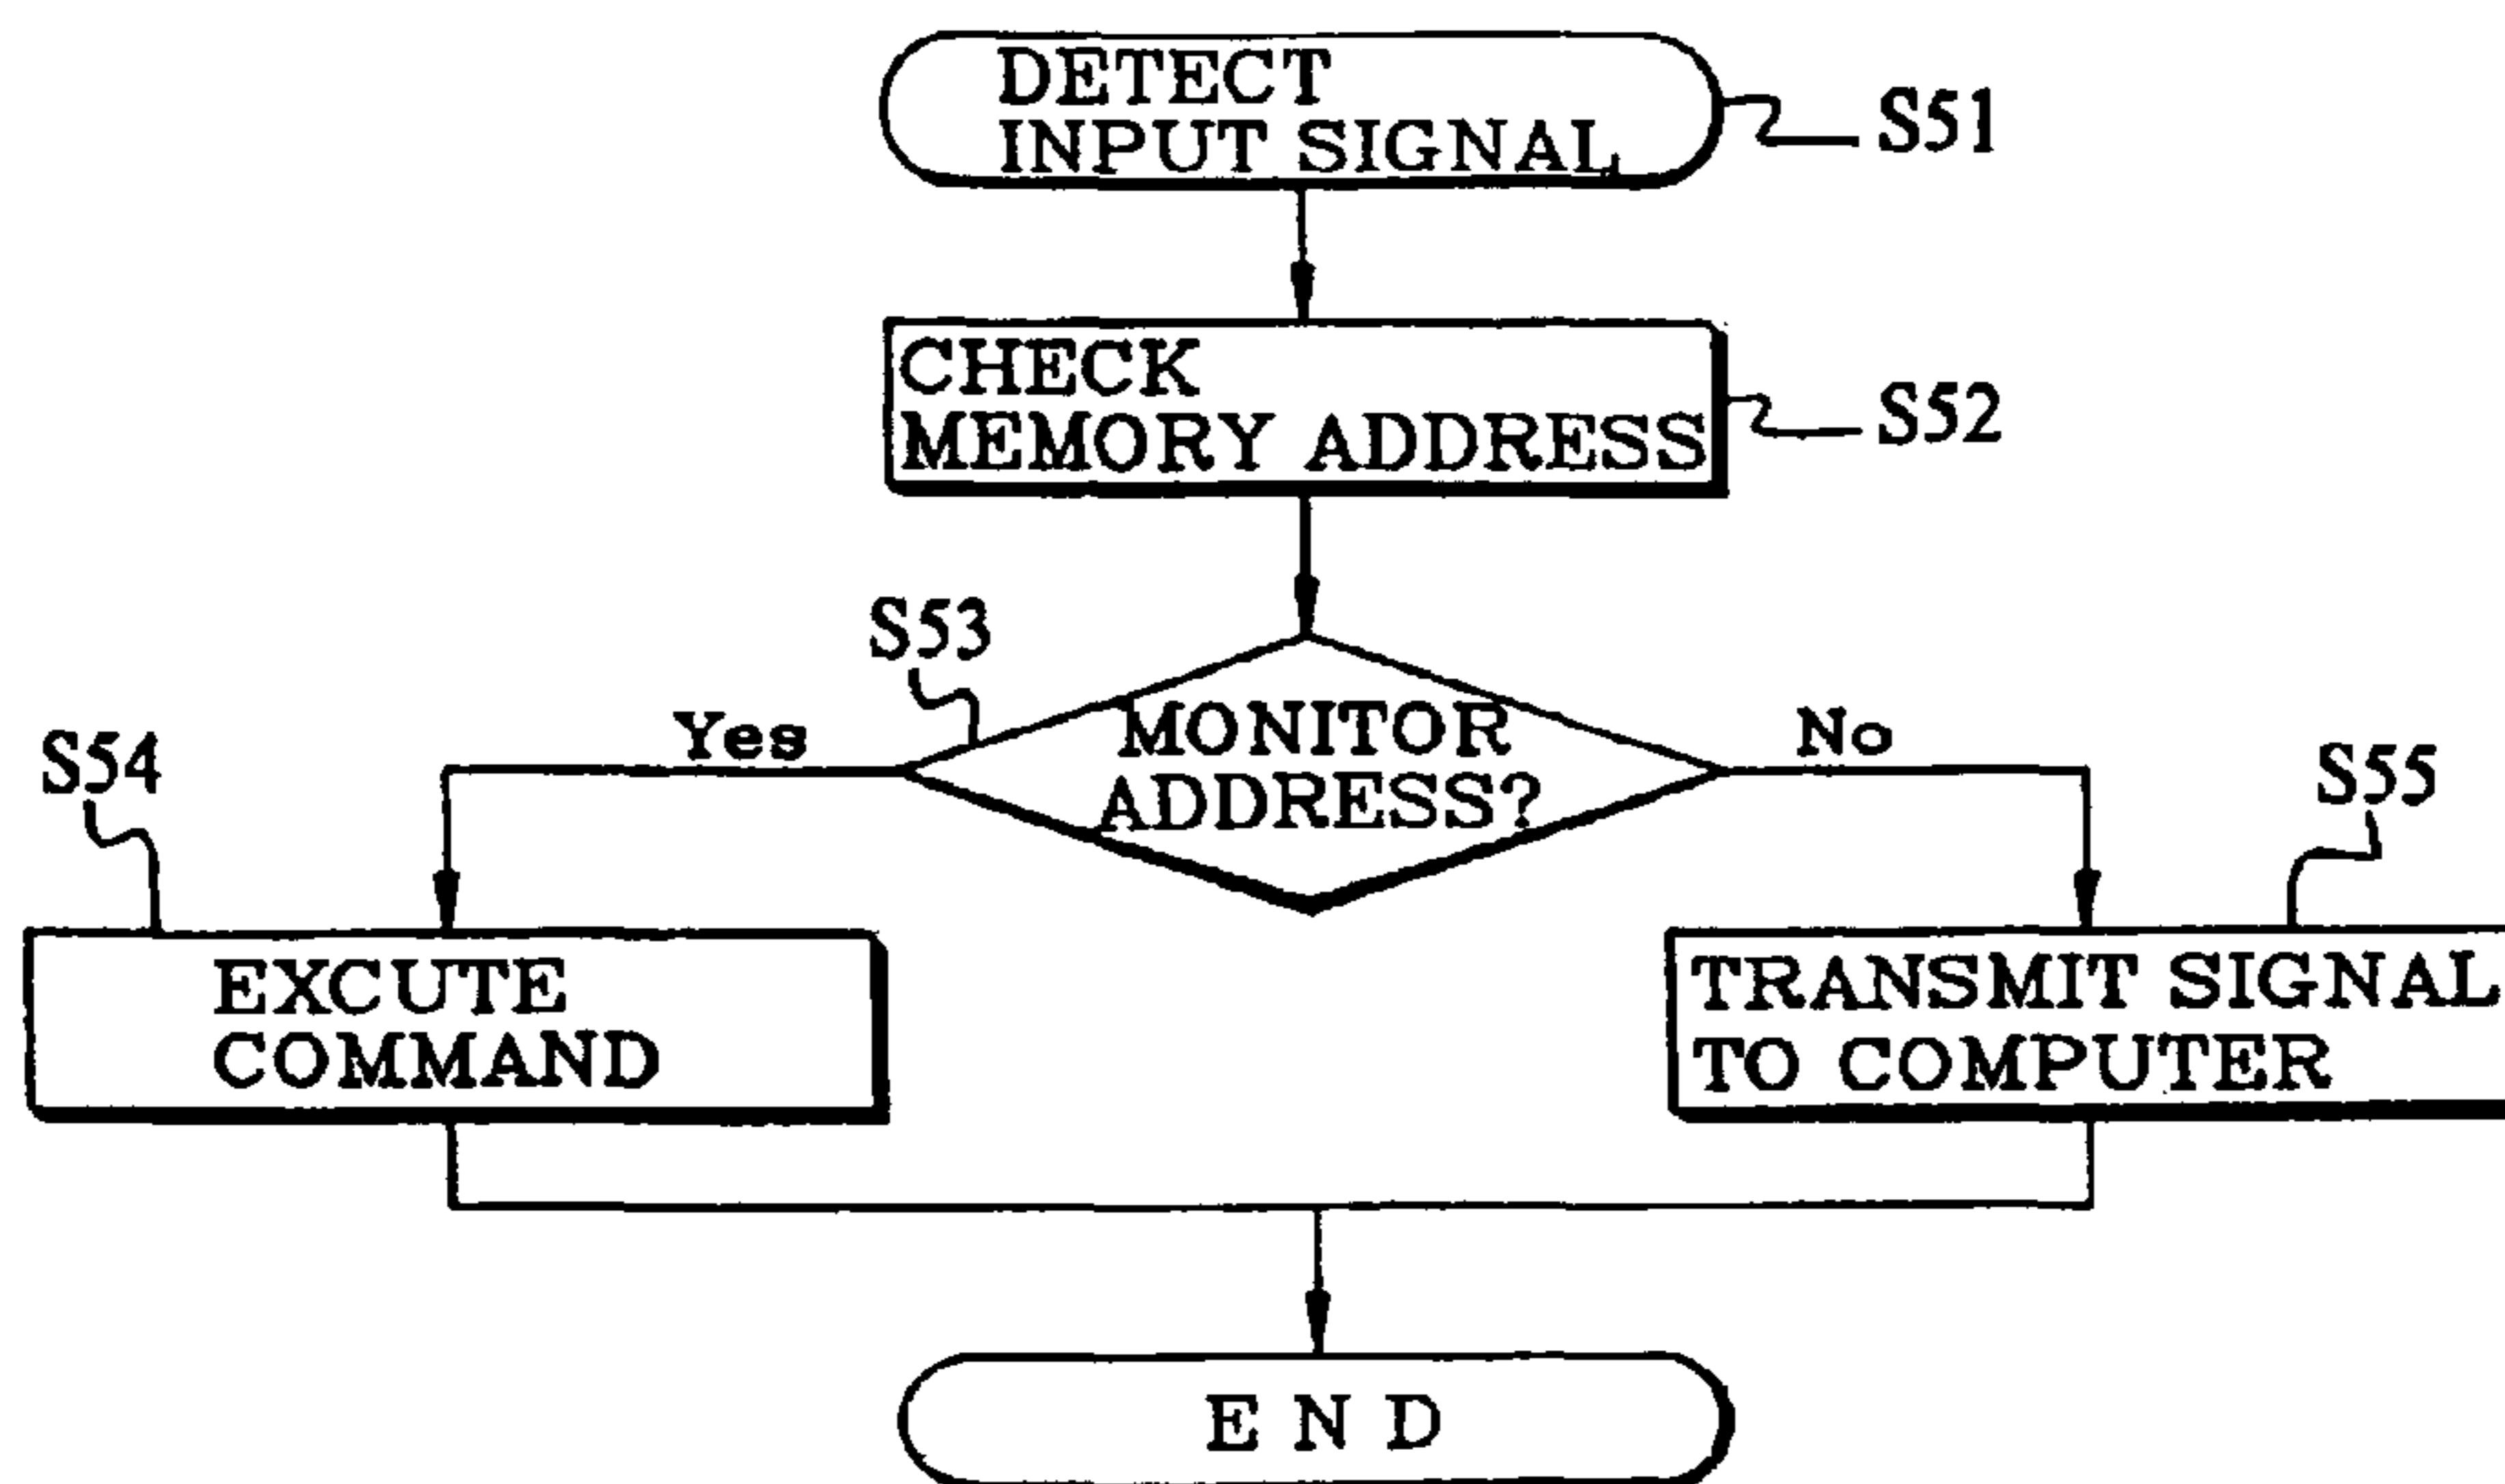 DETECT
INPUT SIGNAL
S51
CHECK
MEMORY ADDRESS
S52
S53
MONITOR
ADDRESS?
Yes
No
S54
S55
EXCUTE
COMMAND
TRANSMIT SIGNAL
TO COMPUTER
END